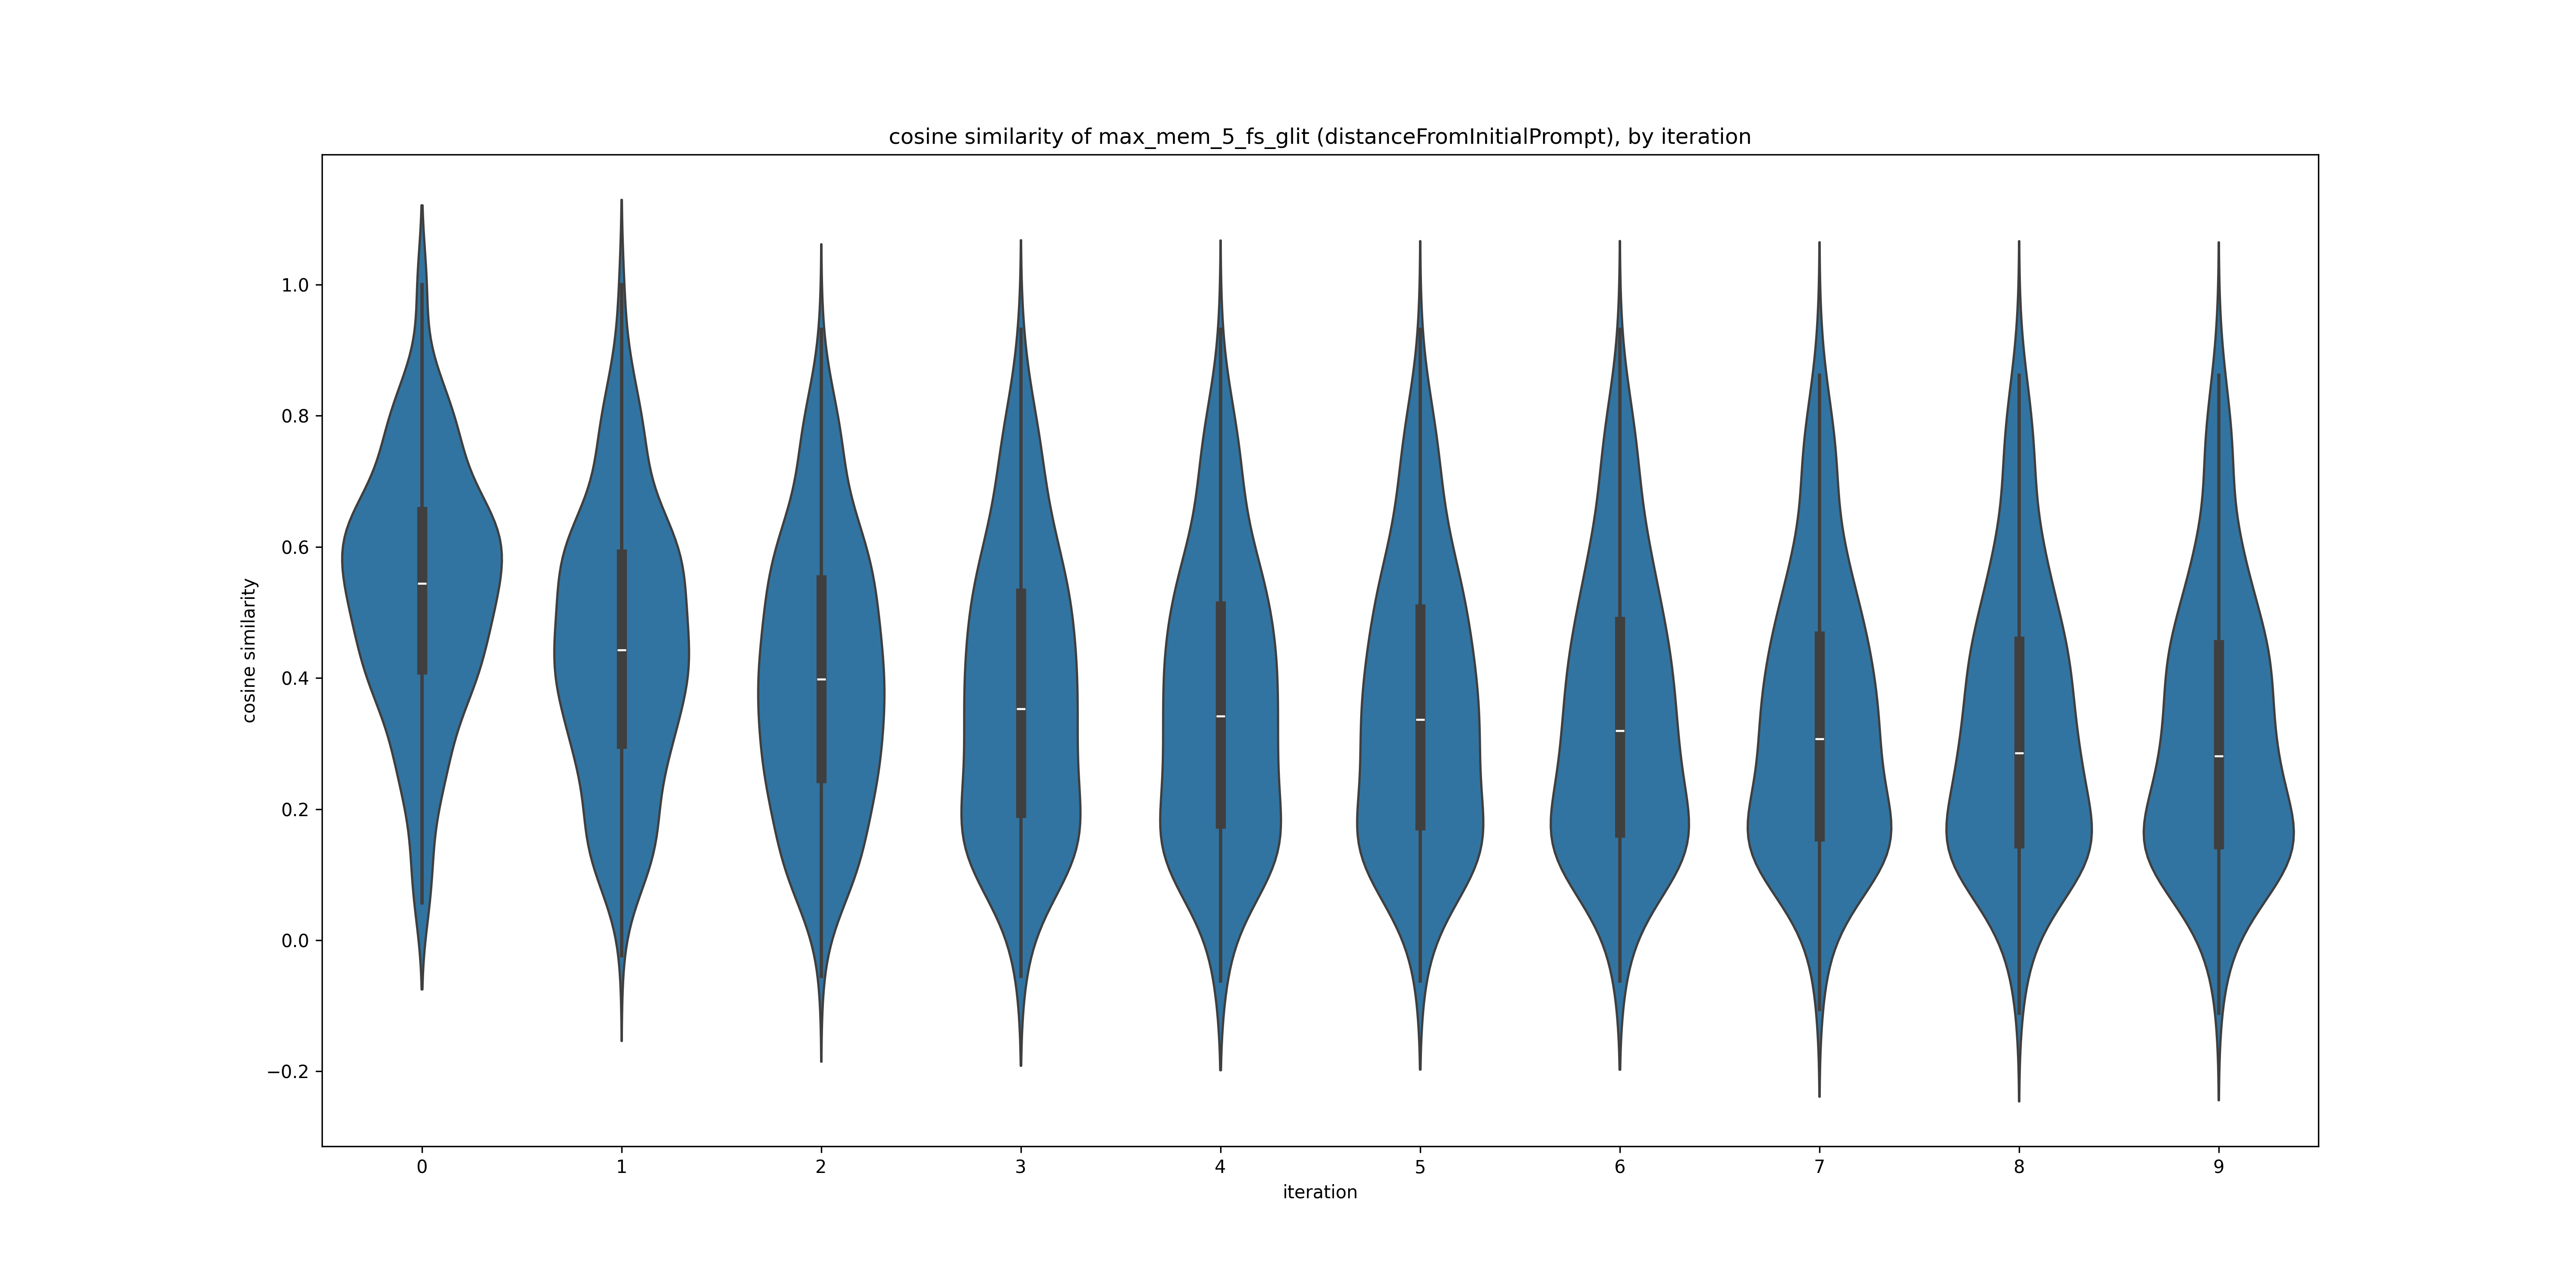 cosine similarity of max_mem_5_fs_glit (distanceFromInitialPrompt), by iteration
cosine similarity
1.0
0.8
0.6
0.4
0.2
0.0
−0.2
0 1 2 3 4 5 6 7 8 9
iteration